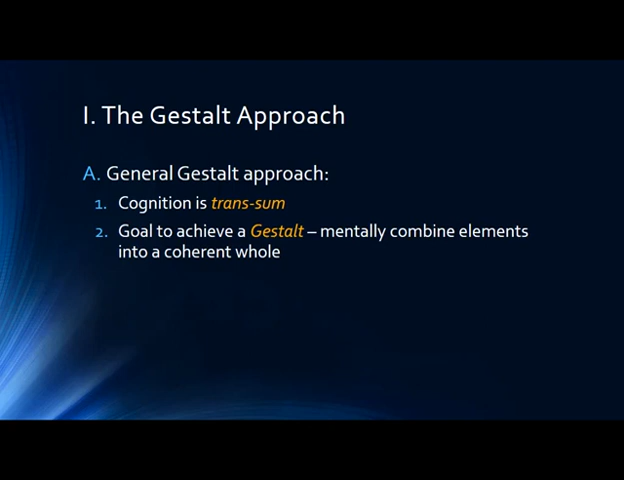 I. The Gestalt Approach
A. General Gestalt approach:
1. Cognition is trans-sum
2. Goal to achieve a Gestalt – mentally combine elements
into a coherent whole